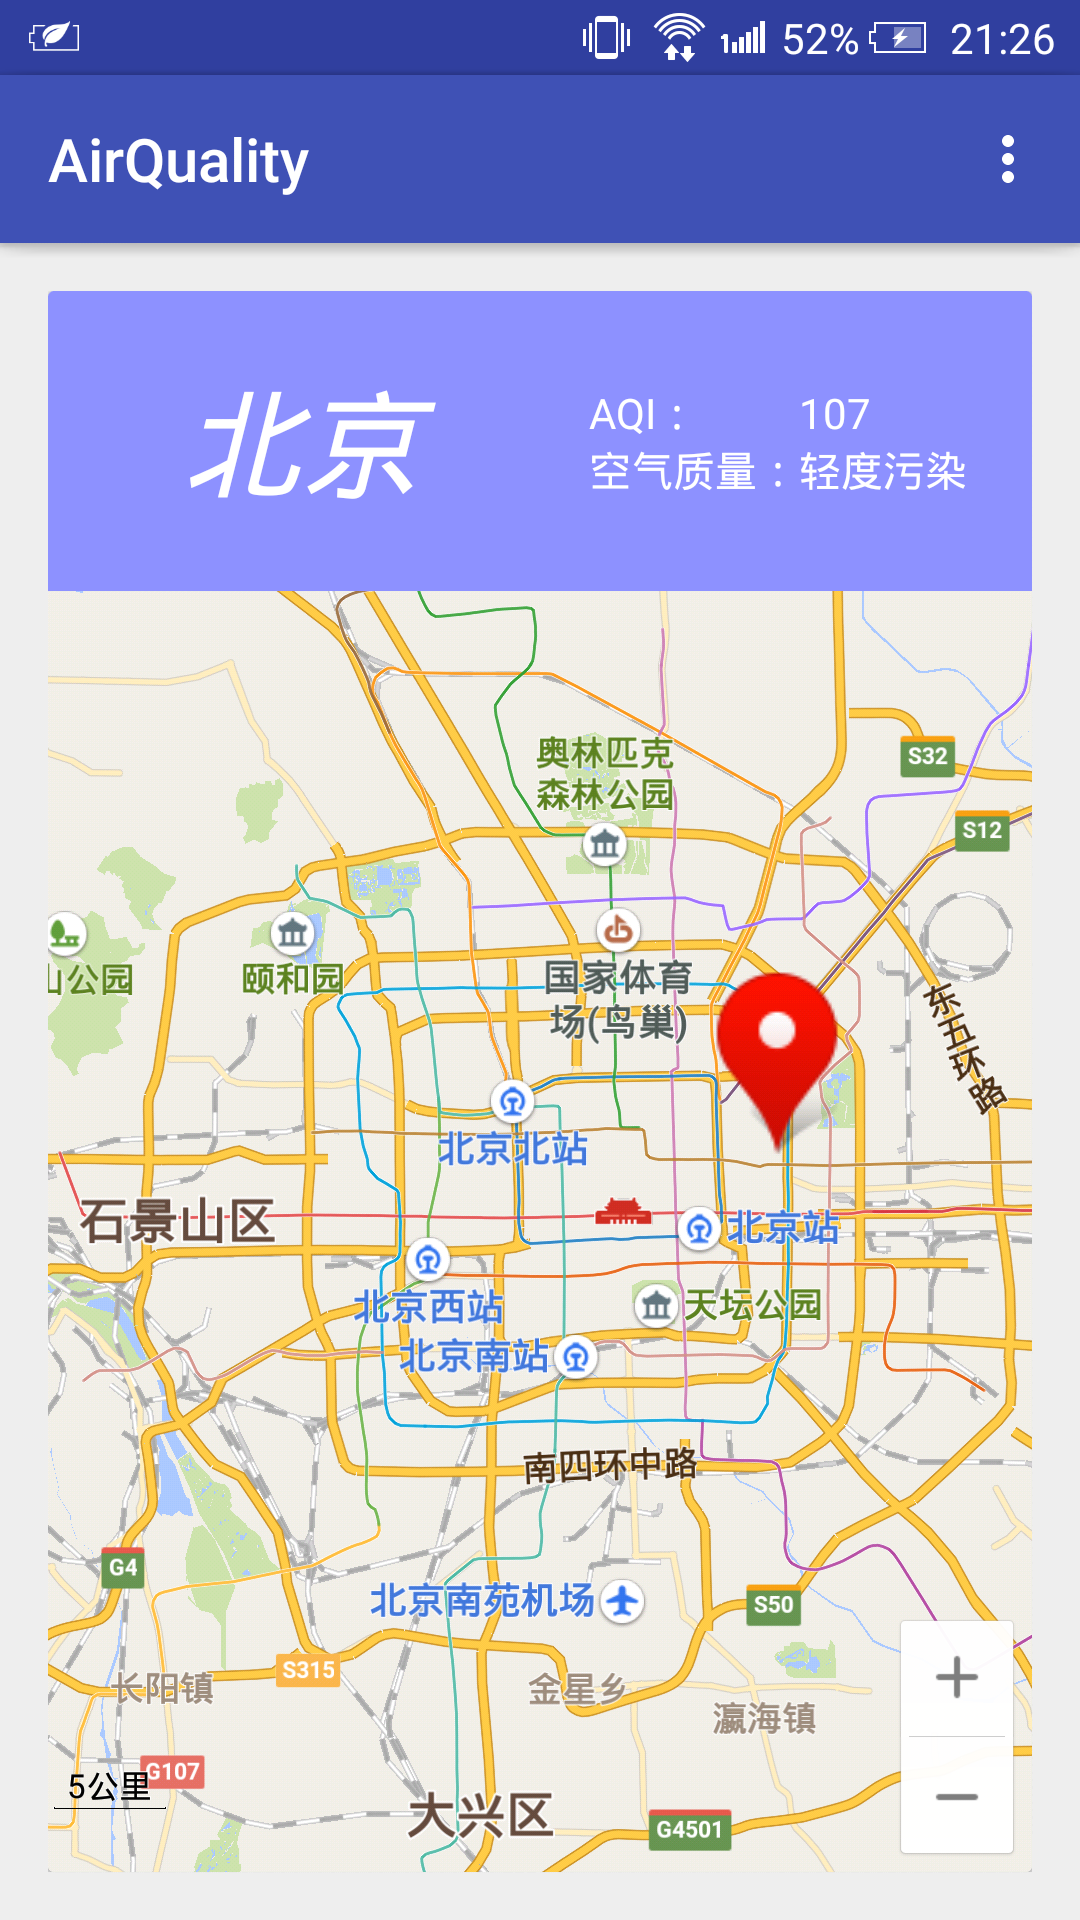 52% 21:26
AirQuality
北京
AQI： 107
空气质量：轻度污染
奥林匹克
森林公园
S32
S12
山公园
颐和园
国家体育
场(鸟巢)
东五环路
北京北站
石景山区
北京站
北京西站
天坛公园
北京南站
南四环中路
G4
北京南苑机场
S50
S315
长阳镇
金星乡
瀛海镇
G107
5公里
大兴区
G4501